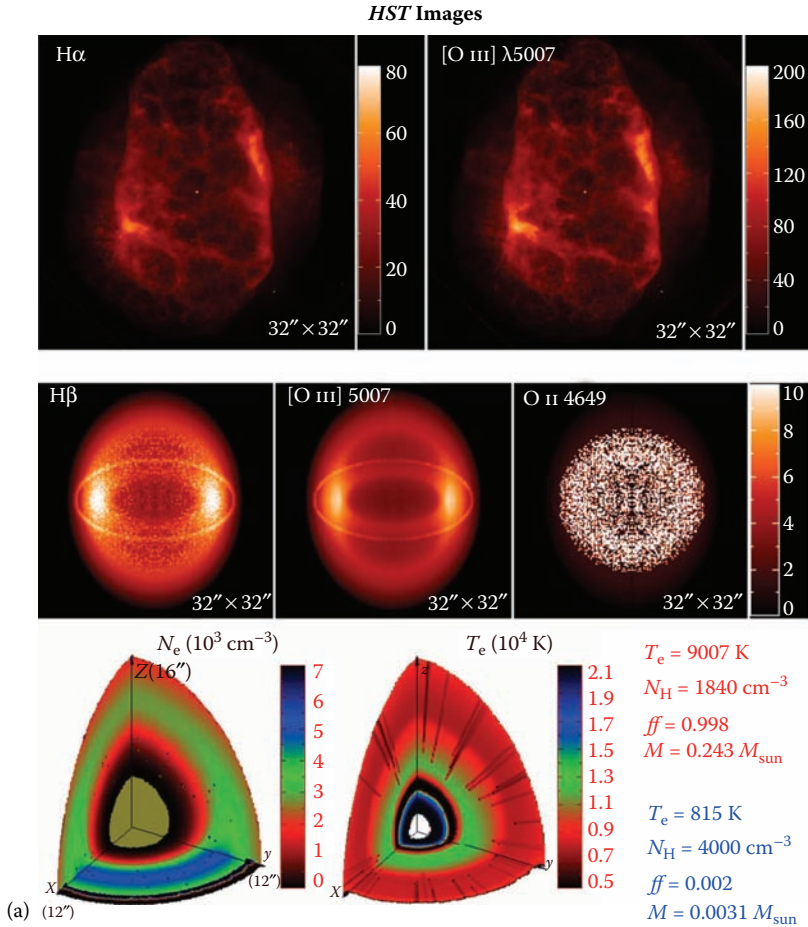 HST Images
Hα
[O III] λ5007
80
60
40
20
0
200
160
120
80
40
0
32″ × 32″
32″ × 32″
Hβ
[O III] 5007
O II 4649
10
8
6
4
2
0
32″ × 32″
32″ × 32″
32″ × 32″
Nₑ (10³ cm⁻³)
Z(16″)
7
6
5
4
3
2
1
0
X
(12″)
y
(12″)
Tₑ (10⁴ K)
z
2.1
1.9
1.7
1.5
1.3
1.1
0.9
0.7
0.5
X
y
Tₑ = 9007 K
N_H = 1840 cm⁻³
ff = 0.998
M = 0.243 M_sun
Tₑ = 815 K
N_H = 4000 cm⁻³
ff = 0.002
M = 0.0031 M_sun
(a)